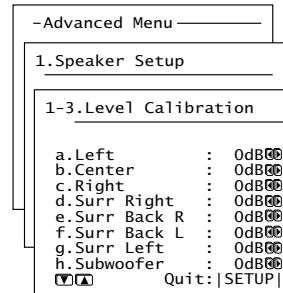 -Advanced Menu
1.Speaker Setup
1-3.Level Calibration
a.Left : 0dB
b.Center : 0dB
c.Right : 0dB
d.Surr Right : 0dB
e.Surr Back R : 0dB
f.Surr Back L : 0dB
g.Surr Left : 0dB
h.Subwoofer : 0dB
Quit:|SETUP|